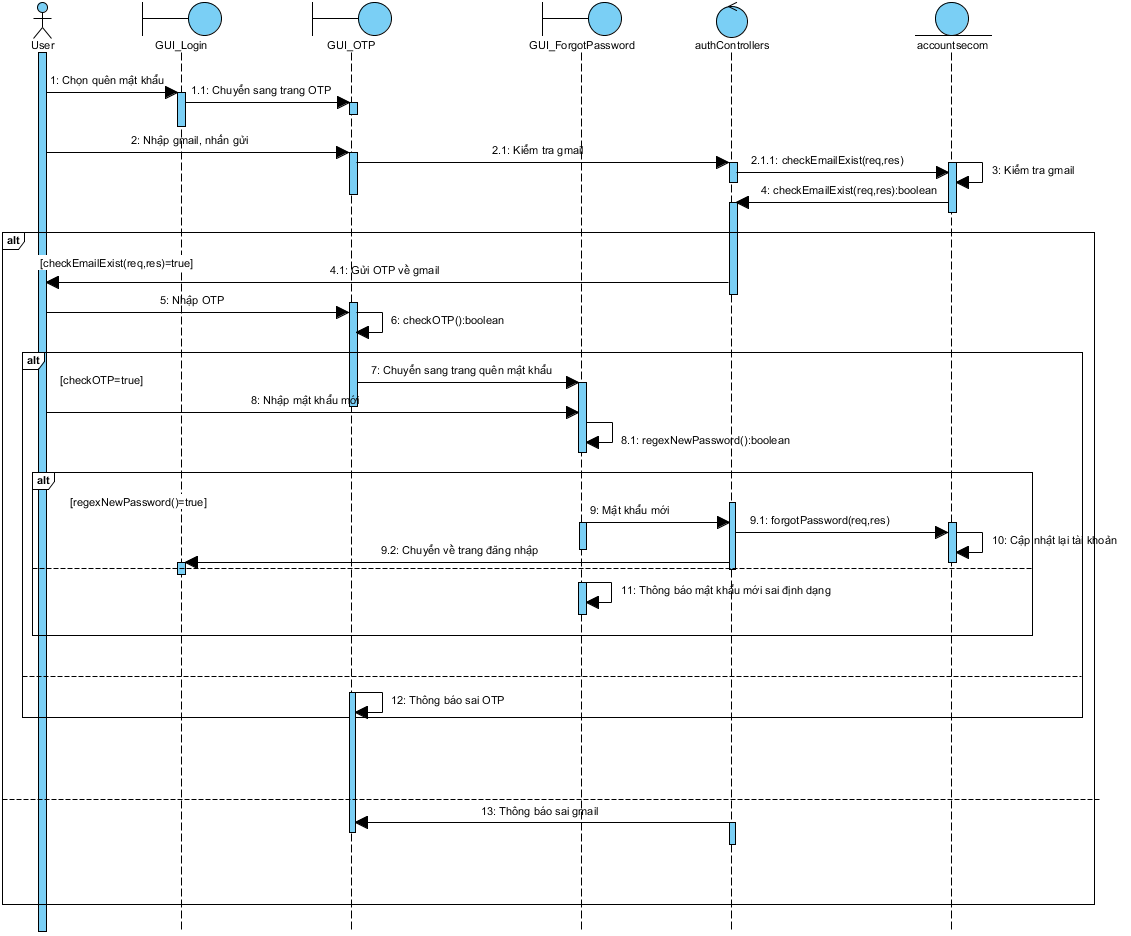 User
GUI_Login
GUI_OTP
GUI_ForgotPassword
authControllers
accountsecom
1: Chọn quên mật khẩu
1.1: Chuyển sang trang OTP
2: Nhập gmail, nhấn gửi
2.1: Kiểm tra gmail
2.1.1: checkEmailExist(req,res)
3: Kiểm tra gmail
4: checkEmailExist(req,res):boolean
alt
[checkEmailExist(req,res)=true]
4.1: Gửi OTP về gmail
5: Nhập OTP
6: checkOTP():boolean
alt
[checkOTP=true]
7: Chuyển sang trang quên mật khẩu
8: Nhập mật khẩu mới
8.1: regexNewPassword():boolean
alt
[regexNewPassword()=true]
9: Mật khẩu mới
9.1: forgotPassword(req,res)
10: Cập nhật lại tài khoản
9.2: Chuyển về trang đăng nhập
11: Thông báo mật khẩu mới sai định dạng
12: Thông báo sai OTP
13: Thông báo sai gmail